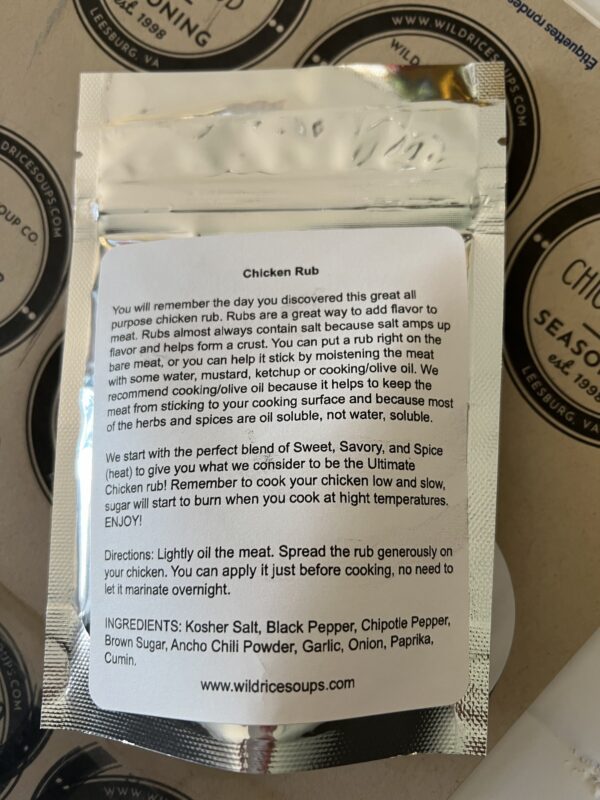 OD
SEASONING
est. 1998
LEESBURG, VA
WWW.WILDRICESOUPS.COM
WILD
Étiquettes rondes
DRICESOUPS.COM
OUP CO.
CHIC
SEASO
est. 1998
LEESBURG, VA
Chicken Rub
You will remember the day you discovered this great all
purpose chicken rub. Rubs are a great way to add flavor to
meat. Rubs almost always contain salt because salt amps up
flavor and helps form a crust. You can put a rub right on the
bare meat, or you can help it stick by moistening the meat
with some water, mustard, ketchup or cooking/olive oil. We
recommend cooking/olive oil because it helps to keep the
meat from sticking to your cooking surface and because most
of the herbs and spices are oil soluble, not water, soluble.
We start with the perfect blend of Sweet, Savory, and Spice
(heat) to give you what we consider to be the Ultimate
Chicken rub! Remember to cook your chicken low and slow,
sugar will start to burn when you cook at hight temperatures.
ENJOY!
Directions: Lightly oil the meat. Spread the rub generously on
your chicken. You can apply it just before cooking, no need to
let it marinate overnight.
INGREDIENTS: Kosher Salt, Black Pepper, Chipotle Pepper,
Brown Sugar, Ancho Chili Powder, Garlic, Onion, Paprika,
Cumin.
www.wildricesoups.com